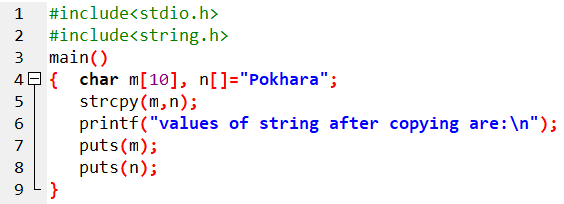 1 #include<stdio.h>
2 #include<string.h>
3 main()
4 { char m[10], n[]="Pokhara";
5 strcpy(m,n);
6 printf("values of string after copying are:\n");
7 puts(m);
8 puts(n);
9 }